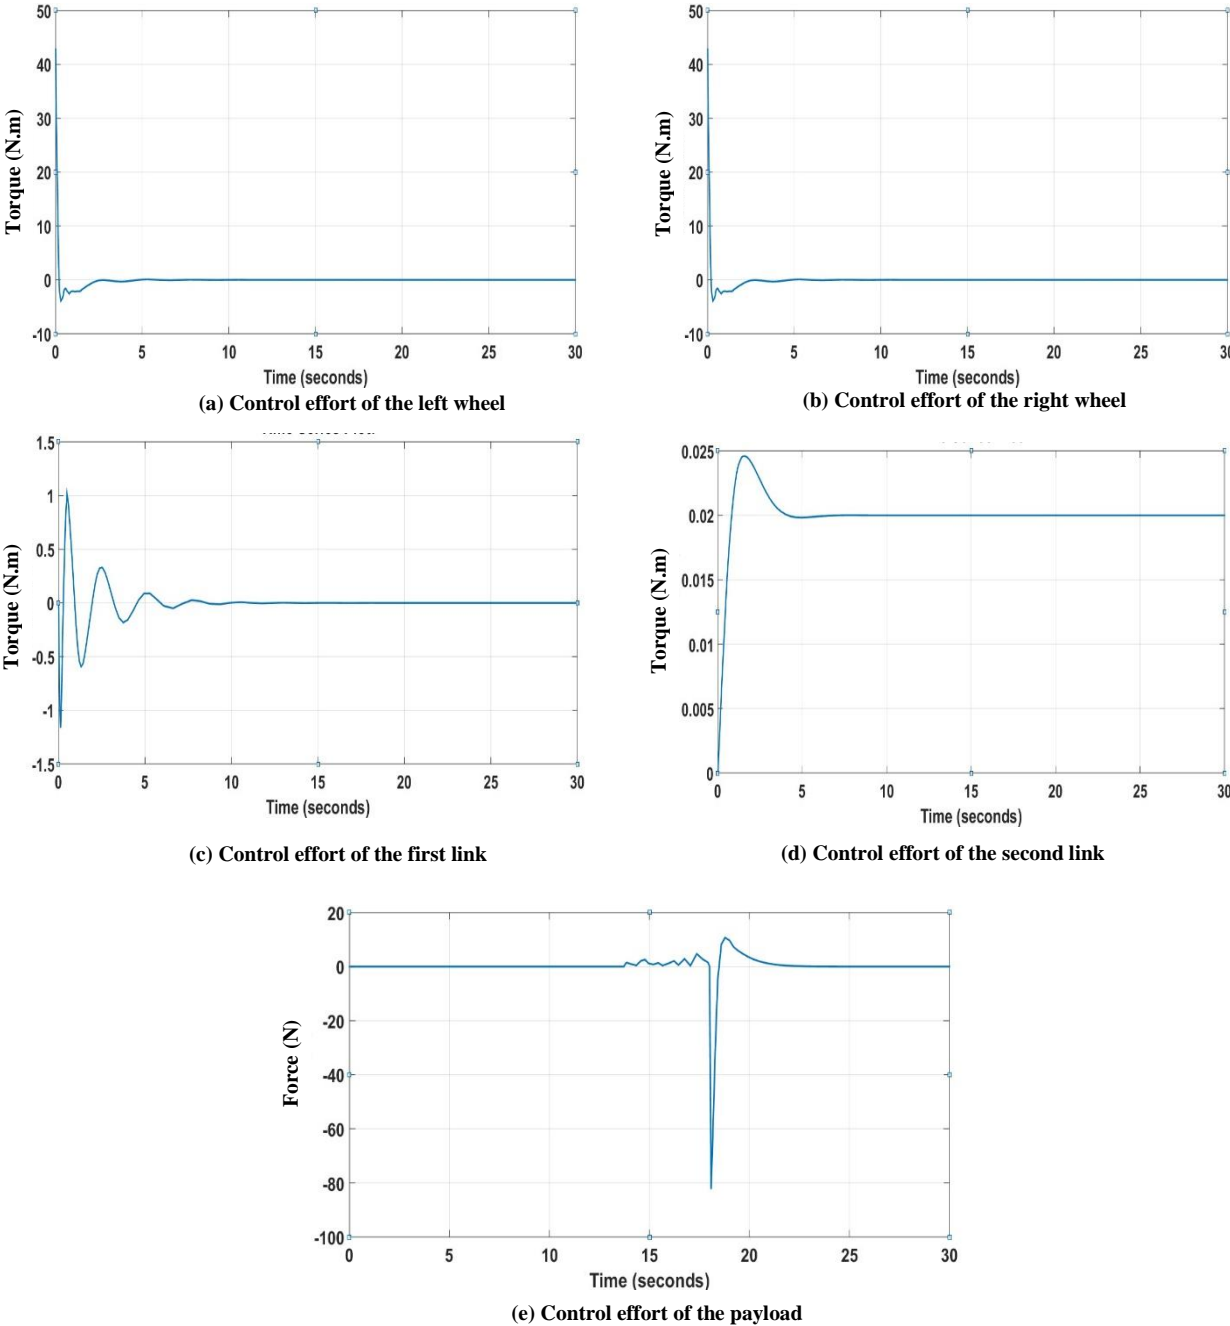 50
40
30
20
10
0
-10
0 5 10 15 20 25 30
Torque (N.m)
Time (seconds)
(a) Control effort of the left wheel
50
40
30
20
10
0
-10
0 5 10 15 20 25 30
Torque (N.m)
Time (seconds)
(b) Control effort of the right wheel
1.5
1
0.5
0
-0.5
-1
-1.5
0 5 10 15 20 25 30
Torque (N.m)
Time (seconds)
(c) Control effort of the first link
0.025
0.02
0.015
0.01
0.005
0
0 5 10 15 20 25 30
Torque (N.m)
Time (seconds)
(d) Control effort of the second link
20
0
-20
-40
-60
-80
-100
0 5 10 15 20 25 30
Force (N)
Time (seconds)
(e) Control effort of the payload